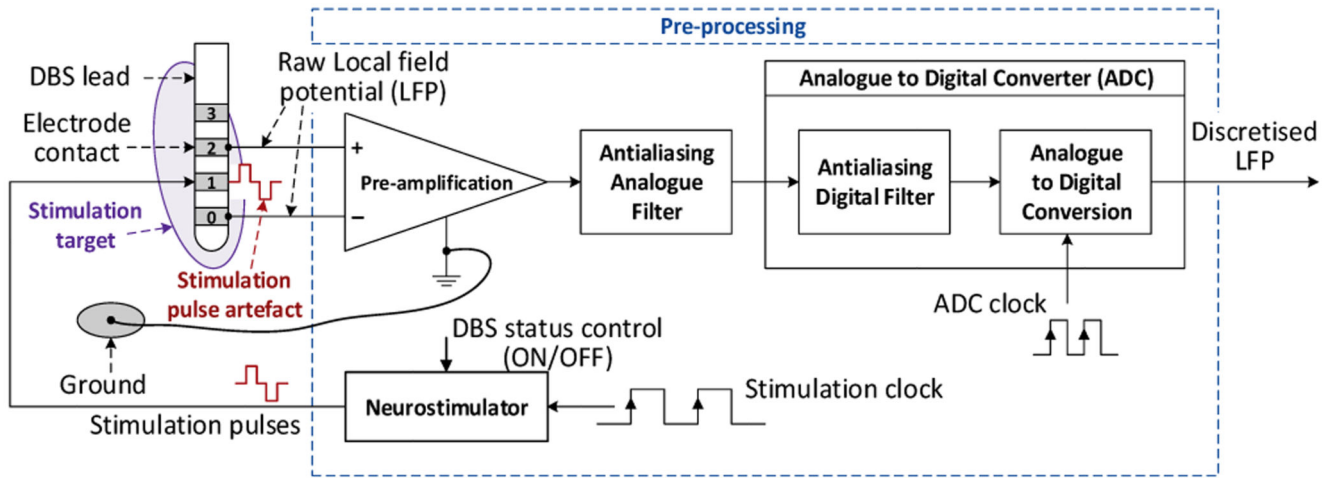 Pre-processing
DBS lead
Electrode
contact
3
2
1
0
Stimulation
target
Raw Local field
potential (LFP)
+
Pre-amplification
−
Stimulation
pulse artefact
Ground
Antialiasing
Analogue
Filter
Analogue to Digital Converter (ADC)
Antialiasing
Digital Filter
Analogue
to Digital
Conversion
Discretised
LFP
ADC clock
DBS status control
(ON/OFF)
Neurostimulator
Stimulation clock
Stimulation pulses